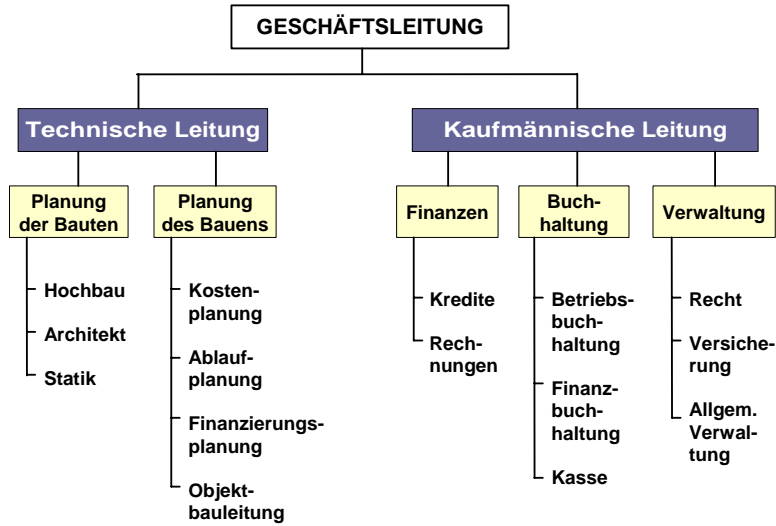 GESCHÄFTSLEITUNG
Technische Leitung
Kaufmännische Leitung
Planung
der Bauten
Planung
des Bauens
Finanzen
Buch-
haltung
Verwaltung
Hochbau
Architekt
Statik
Kosten-
planung
Ablauf-
planung
Finanzierungs-
planung
Objekt-
bauleitung
Kredite
Rech-
nungen
Betriebs-
buch-
haltung
Finanz-
buch-
haltung
Kasse
Recht
Versiche-
rung
Allgem.
Verwal-
tung